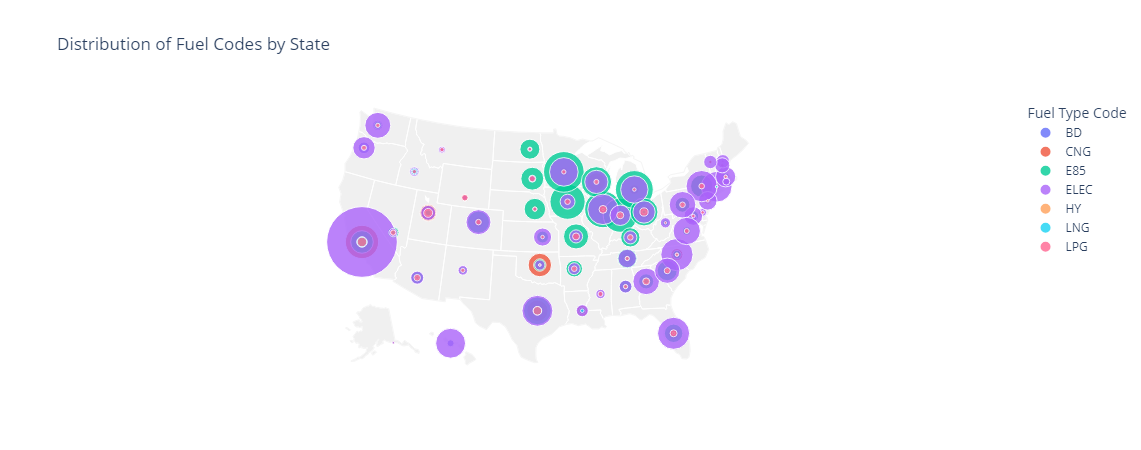 Distribution of Fuel Codes by State
Fuel Type Code
BD
CNG
E85
ELEC
HY
LNG
LPG